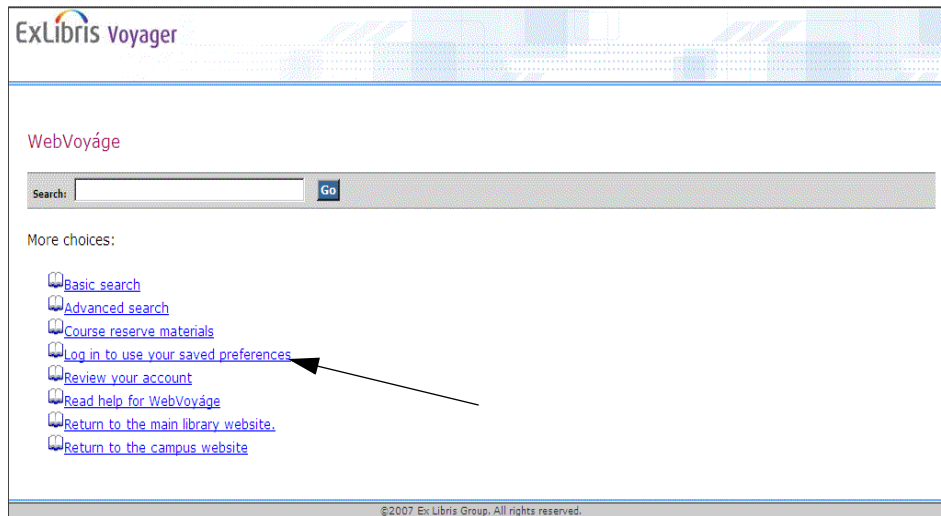 ExLibris Voyager
WebVoyáge
Search: Go
More choices:
Basic search
Advanced search
Course reserve materials
Log in to use your saved preferences
Review your account
Read help for WebVoyáge
Return to the main library website.
Return to the campus website
©2007 Ex Libris Group. All rights reserved.